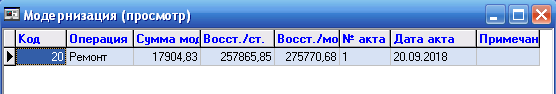 Модернизация (просмотр)
Код Операция Сумма мод Восст./ст. Восст./мо № акта Дата акта Примечан
20 Ремонт 17904,83 257865,85 275770,68 1 20.09.2018